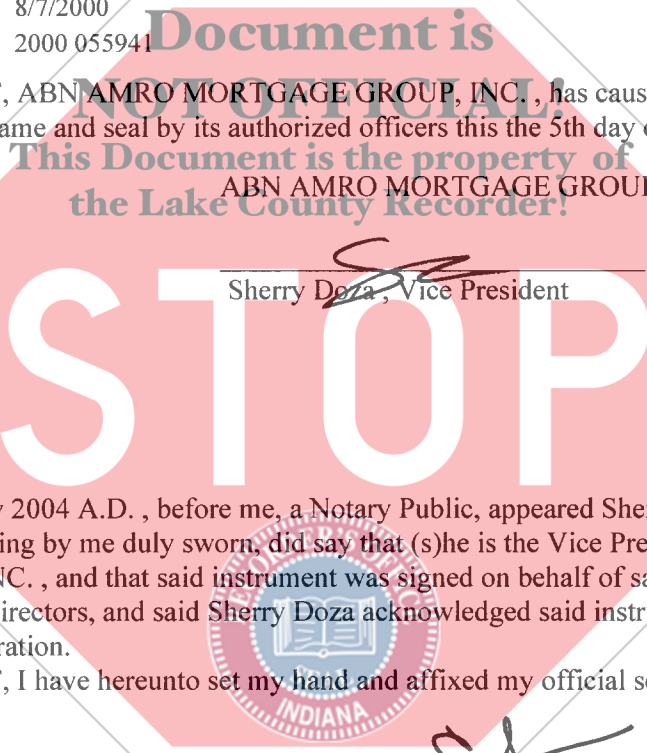 8/7/2000
2000 055941
Document is
NOT OFFICIAL!
, ABN AMRO MORTGAGE GROUP, INC. , has caus
ame and seal by its authorized officers this the 5th day
This Document is the property of
ABN AMRO MORTGAGE GROUP
the Lake County Recorder!
Sherry Doza , Vice President
STOP
2004 A.D. , before me, a Notary Public, appeared She
ing by me duly sworn, did say that (s)he is the Vice Pre
NC. , and that said instrument was signed on behalf of sa
irectors, and said Sherry Doza acknowledged said instr
ration.
, I have hereunto set my hand and affixed my official se
INDIANA